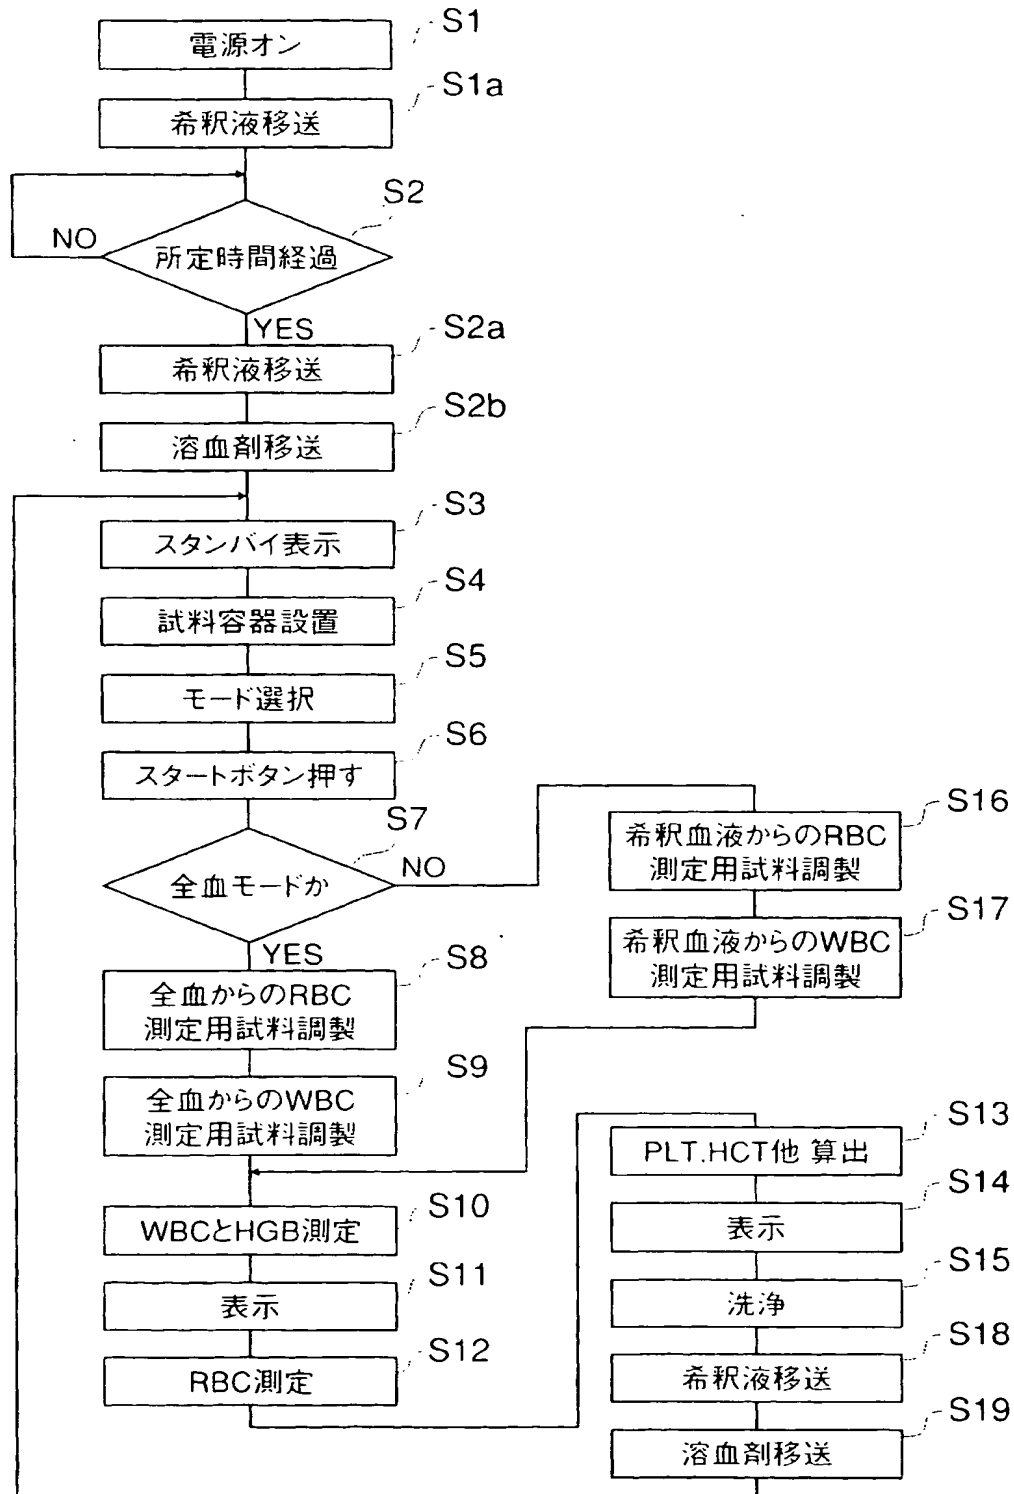 電源オン
S1
希釈液移送
S1a
所定時間経過
S2
NO
YES
希釈液移送
S2a
溶血剤移送
S2b
スタンバイ表示
S3
試料容器設置
S4
モード選択
S5
スタートボタン押す
S6
全血モードか
S7
NO
YES
全血からのRBC
測定用試料調製
S8
全血からのWBC
測定用試料調製
S9
希釈血液からのRBC
測定用試料調製
S16
希釈血液からのWBC
測定用試料調製
S17
WBCとHGB測定
S10
表示
S11
RBC測定
S12
PLT.HCT他 算出
S13
表示
S14
洗浄
S15
希釈液移送
S18
溶血剤移送
S19